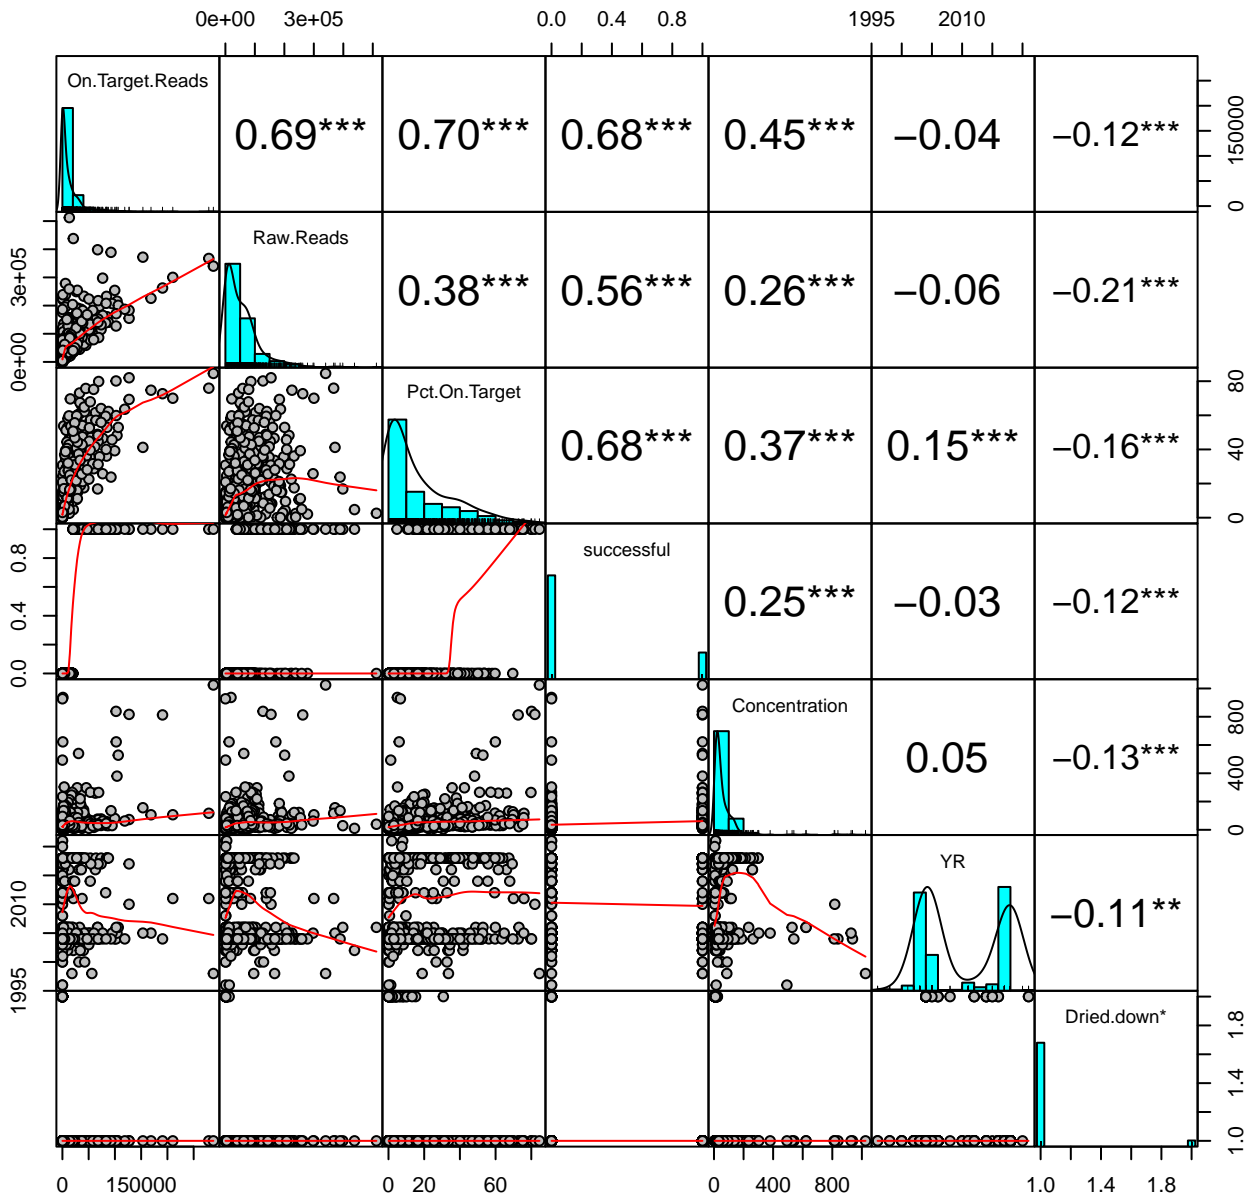 0e+00 3e+05 0.0 0.4 0.8 1995 2010
On.Target.Reads 0.69*** 0.70*** 0.68*** 0.45*** −0.04 −0.12*** 0 150000
0e+00 3e+05 Raw.Reads 0.38*** 0.56*** 0.26*** −0.06 −0.21***
Pct.On.Target 0.68*** 0.37*** 0.15*** −0.16*** 0 40 80
0.0 0.4 0.8 successful 0.25*** −0.03 −0.12***
Concentration 0.05 −0.13*** 0 400 800
1995 2010 YR −0.11**
Dried.down* 1.0 1.4 1.8
0 150000 0 20 60 0 400 800 1.0 1.4 1.8